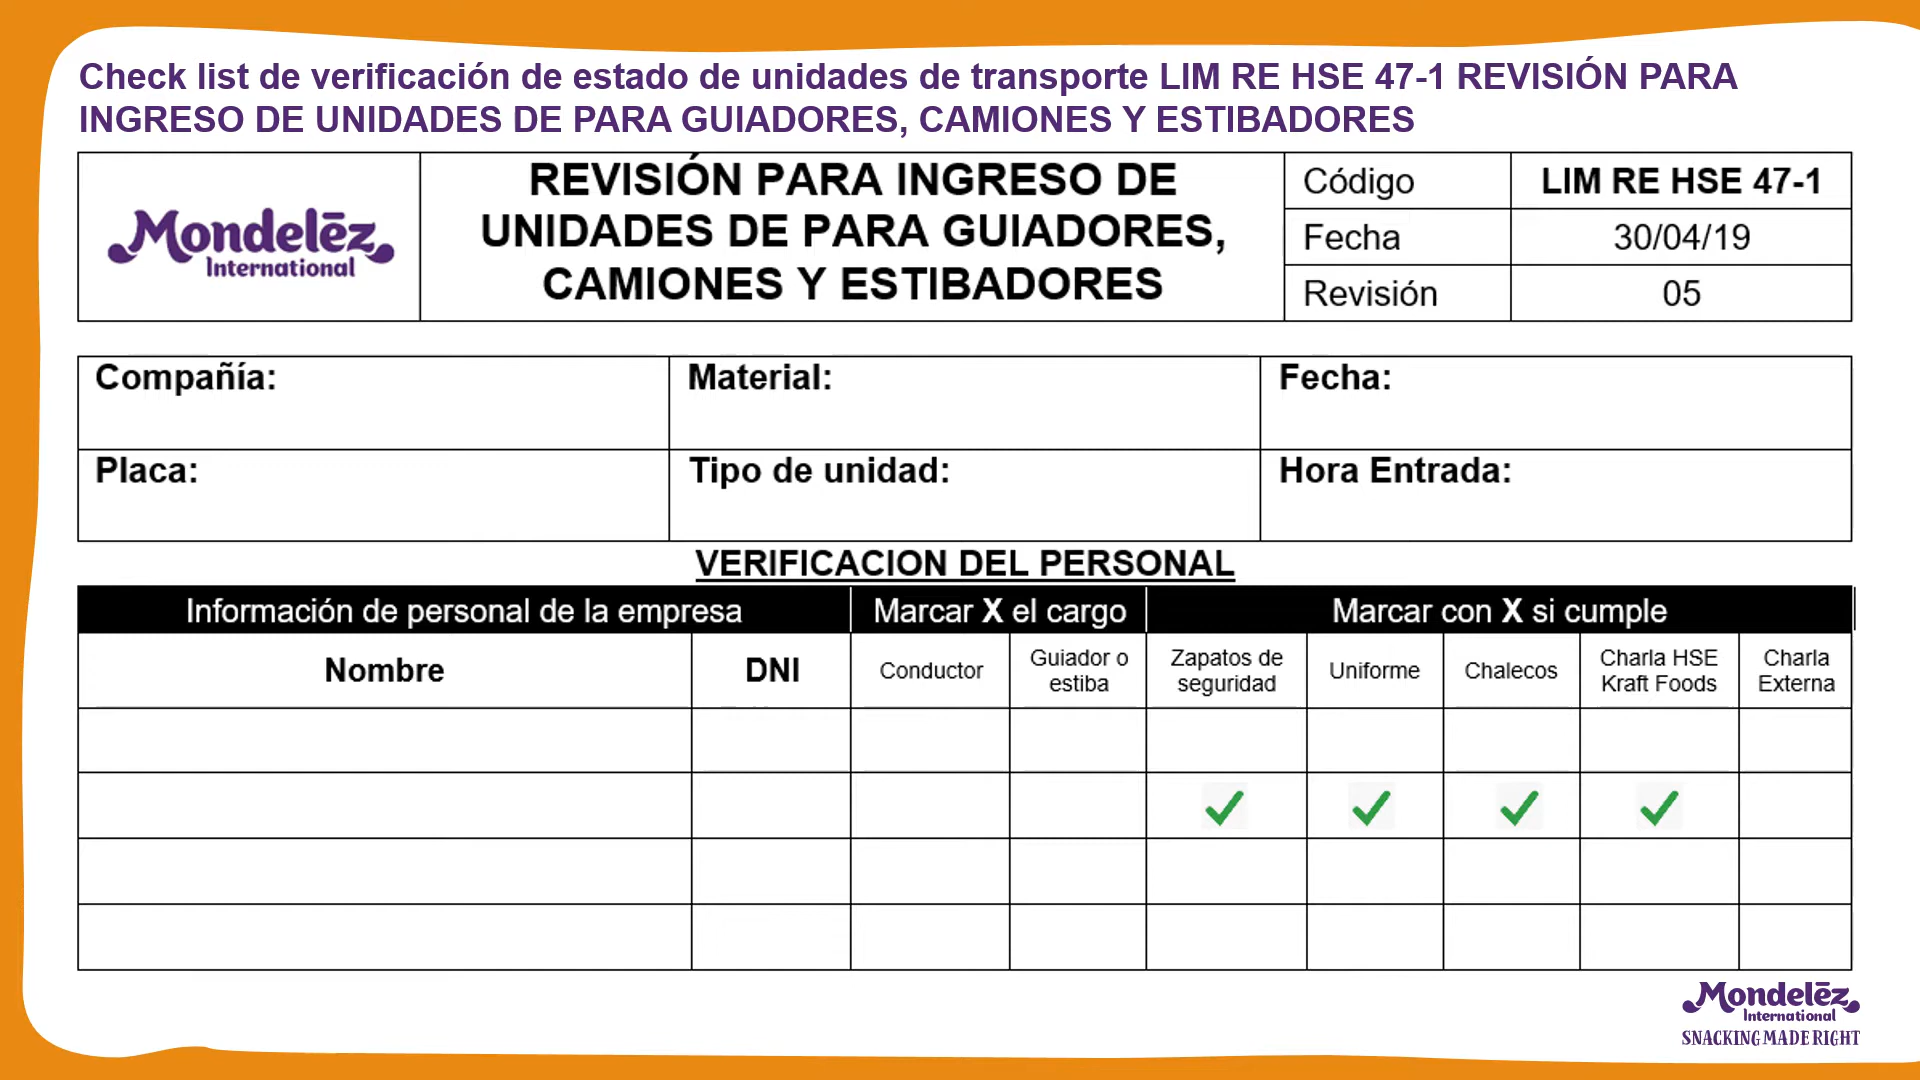 Check list de verificación de estado de unidades de transporte LIM RE HSE 47-1 REVISIÓN PARA
INGRESO DE UNIDADES DE PARA GUIADORES, CAMIONES Y ESTIBADORES
Mondelēz
International
REVISIÓN PARA INGRESO DE
UNIDADES DE PARA GUIADORES,
CAMIONES Y ESTIBADORES
Código
LIM RE HSE 47-1
Fecha
30/04/19
Revisión
05
Compañía:
Material:
Fecha:
Placa:
Tipo de unidad:
Hora Entrada:
VERIFICACION DEL PERSONAL
Información de personal de la empresa
Marcar X el cargo
Marcar con X si cumple
Nombre
DNI
Conductor
Guiador o
estiba
Zapatos de
seguridad
Uniforme
Chalecos
Charla HSE
Kraft Foods
Charla
Externa
Mondelēz
International
SNACKING MADE RIGHT